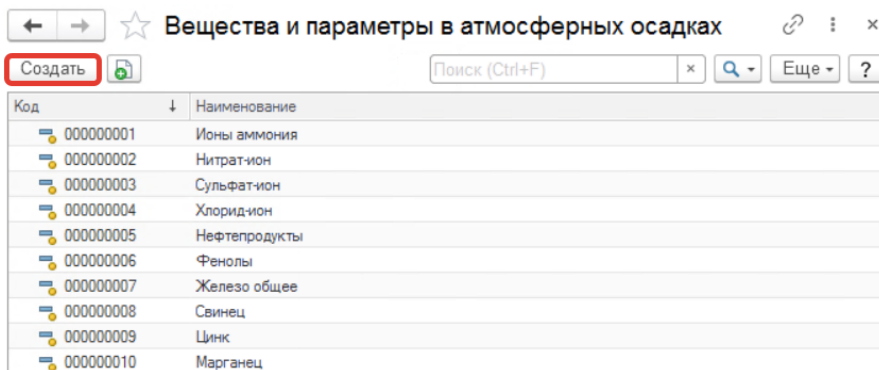 Вещества и параметры в атмосферных осадках
Создать Поиск (Ctrl+F) × Еще ?
Код ↓ Наименование
000000001 Ионы аммония
000000002 Нитрат-ион
000000003 Сульфат-ион
000000004 Хлорид-ион
000000005 Нефтепродукты
000000006 Фенолы
000000007 Железо общее
000000008 Свинец
000000009 Цинк
000000010 Марганец